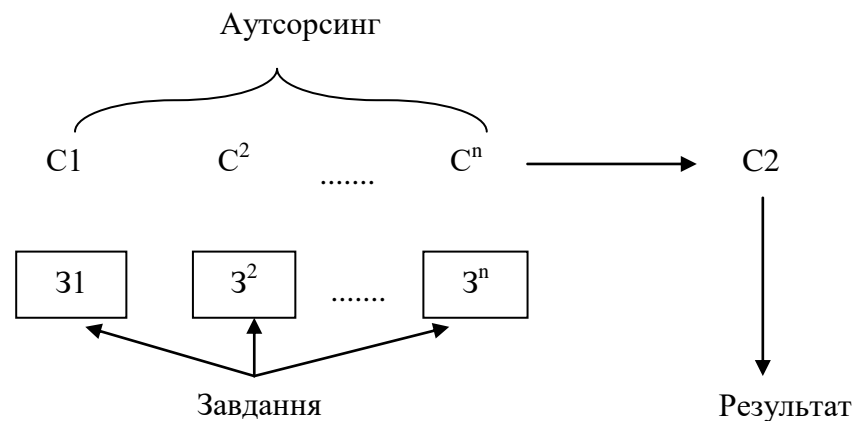 Аутсорсинг
С1 С² ....... Сⁿ С2
З1 З² ....... Зⁿ
Завдання Результат